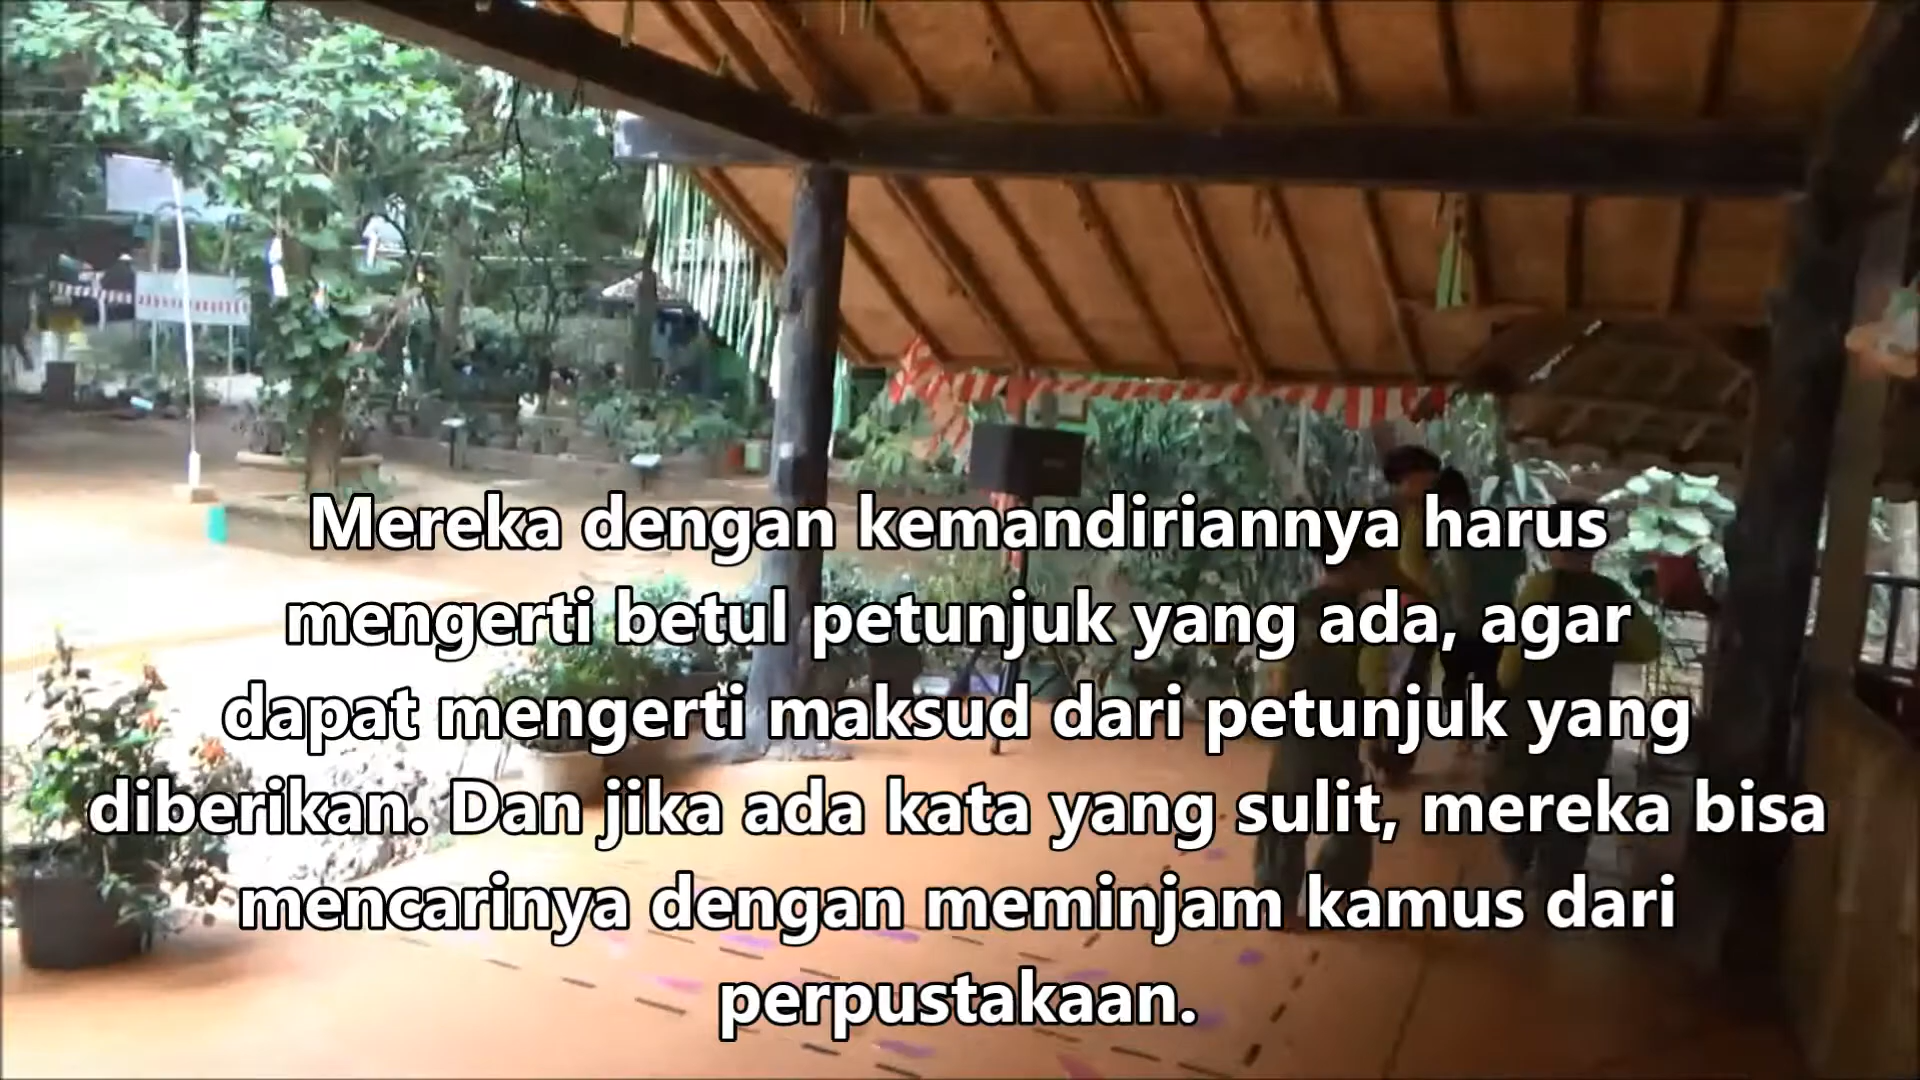 Mereka dengan kemandiriannya harus
mengerti betul petunjuk yang ada, agar
dapat mengerti maksud dari petunjuk yang
diberikan. Dan jika ada kata yang sulit, mereka bisa
mencarinya dengan meminjam kamus dari
perpustakaan.